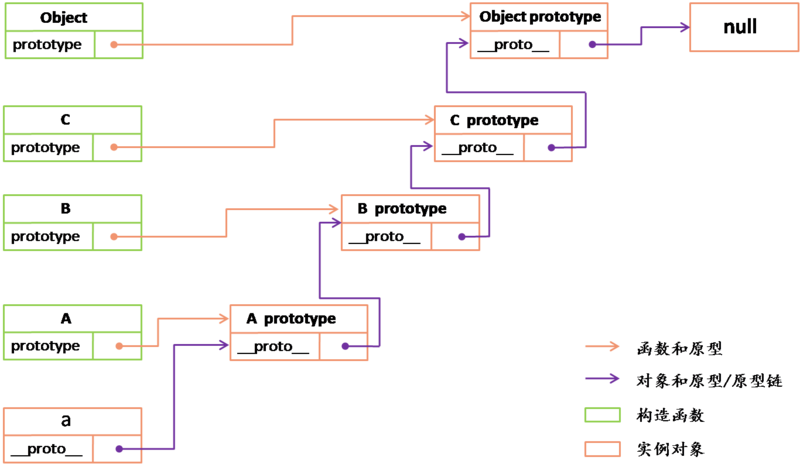 Object
prototype
Object prototype
__proto__
null
C
prototype
C prototype
__proto__
B
prototype
B prototype
__proto__
A
prototype
A prototype
__proto__
a
__proto__
函数和原型
对象和原型/原型链
构造函数
实例对象